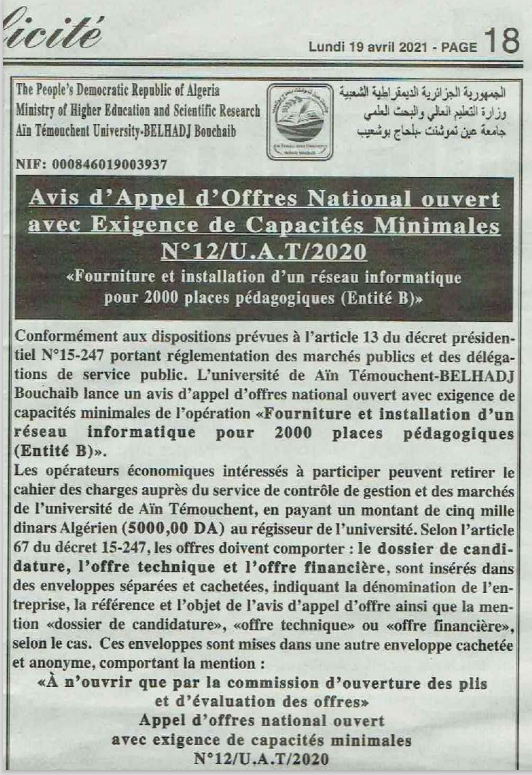 licité
Lundi 19 avril 2021 - PAGE 18
The People's Democratic Republic of Algeria
Ministry of Higher Education and Scientific Research
Aïn Témouchent University-BELHADJ Bouchaib
الجمهورية الجزائرية الديمقراطية الشعبية
وزارة التعليم العالي والبحث العلمي
جامعة عين تموشنت -بلحاج بوشعيب
NIF: 000846019003937
Avis d'Appel d'Offres National ouvert
avec Exigence de Capacités Minimales
N°12/U.A.T/2020
«Fourniture et installation d'un réseau informatique
pour 2000 places pédagogiques (Entité B)»
Conformément aux dispositions prévues à l'article 13 du décret présiden-
tiel N°15-247 portant réglementation des marchés publics et des déléga-
tions de service public. L'université de Aïn Témouchent-BELHADJ
Bouchaib lance un avis d'appel d'offres national ouvert avec exigence de
capacités minimales de l'opération «Fourniture et installation d'un
réseau informatique pour 2000 places pédagogiques
(Entité B)».
Les opérateurs économiques intéressés à participer peuvent retirer le
cahier des charges auprès du service de contrôle de gestion et des marchés
de l'université de Aïn Témouchent, en payant un montant de cinq mille
dinars Algérien (5000,00 DA) au régisseur de l'université. Selon l'article
67 du décret 15-247, les offres doivent comporter : le dossier de candi-
dature, l'offre technique et l'offre financière, sont insérés dans
des enveloppes séparées et cachetées, indiquant la dénomination de l'en-
treprise, la référence et l'objet de l'avis d'appel d'offre ainsi que la men-
tion «dossier de candidature», «offre technique» ou «offre financière»,
selon le cas. Ces enveloppes sont mises dans une autre enveloppe cachetée
et anonyme, comportant la mention :
«À n'ouvrir que par la commission d'ouverture des plis
et d'évaluation des offres»
Appel d'offres national ouvert
avec exigence de capacités minimales
N°12/U.A.T/2020